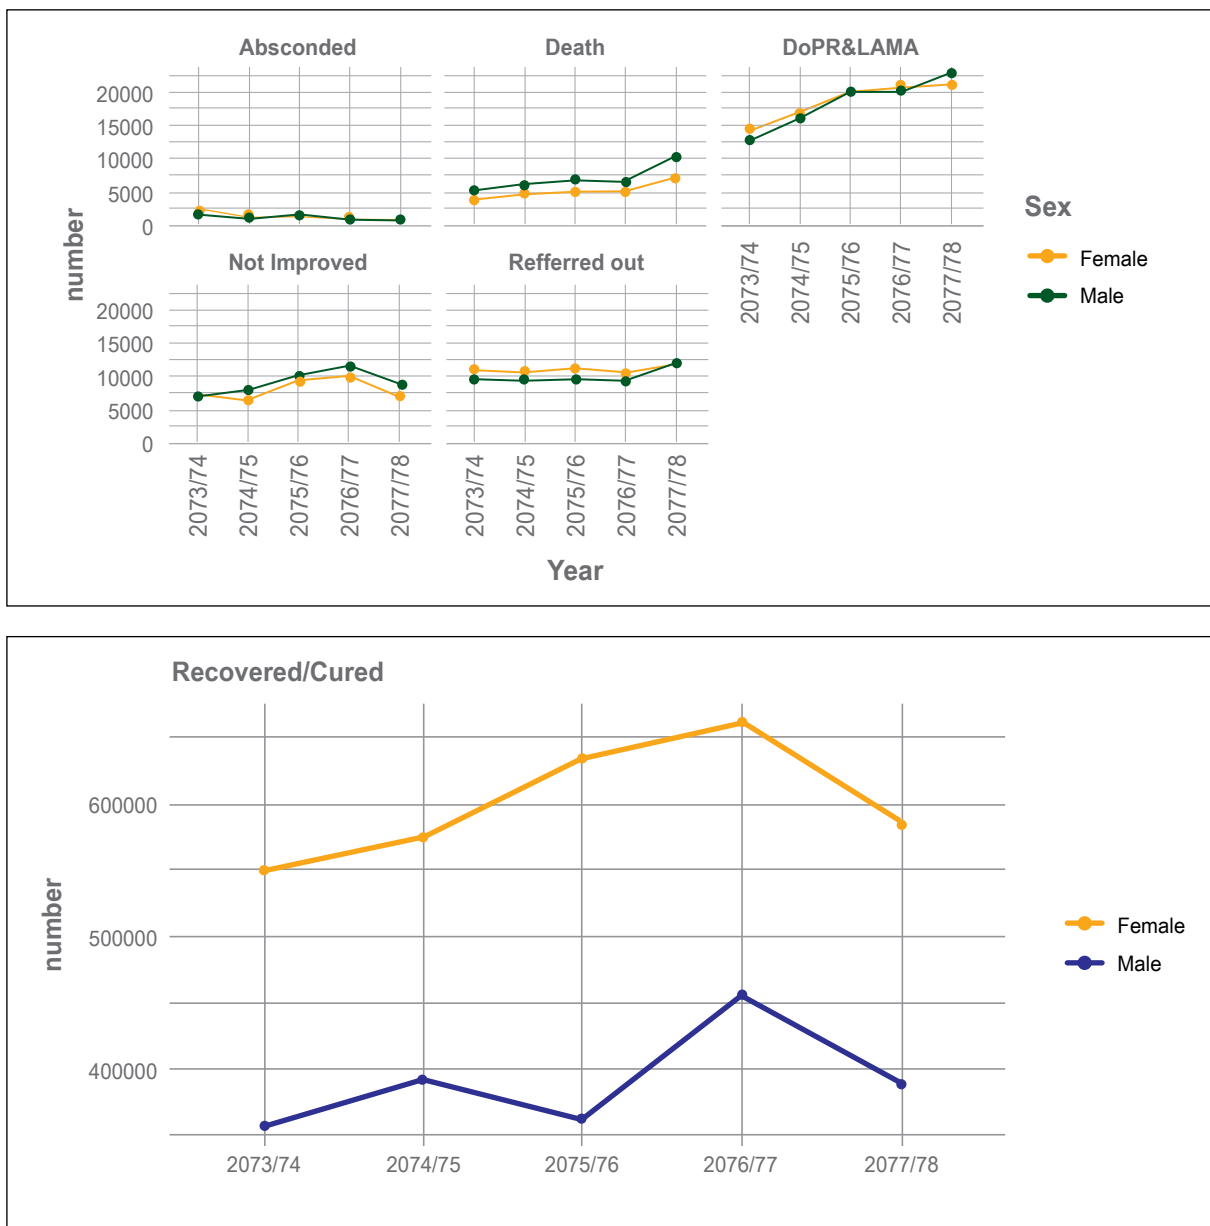 Absconded
Death
DoPR&LAMA
20000
15000
10000
5000
0
number
Sex
Female
Male
2073/74
2074/75
2075/76
2076/77
2077/78
Not Improved
Refferred out
20000
15000
10000
5000
0
2073/74
2074/75
2075/76
2076/77
2077/78
2073/74
2074/75
2075/76
2076/77
2077/78
Year
Recovered/Cured
600000
500000
400000
number
Female
Male
2073/74
2074/75
2075/76
2076/77
2077/78